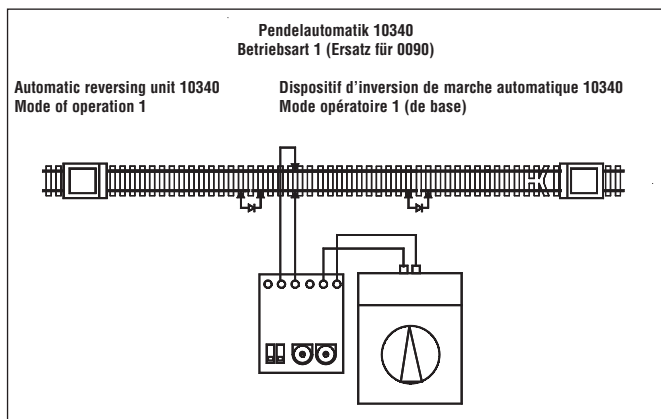 Pendelautomatik 10340
Betriebsart 1 (Ersatz für 0090)
Automatic reversing unit 10340
Mode of operation 1
Dispositif d'inversion de marche automatique 10340
Mode opératoire 1 (de base)